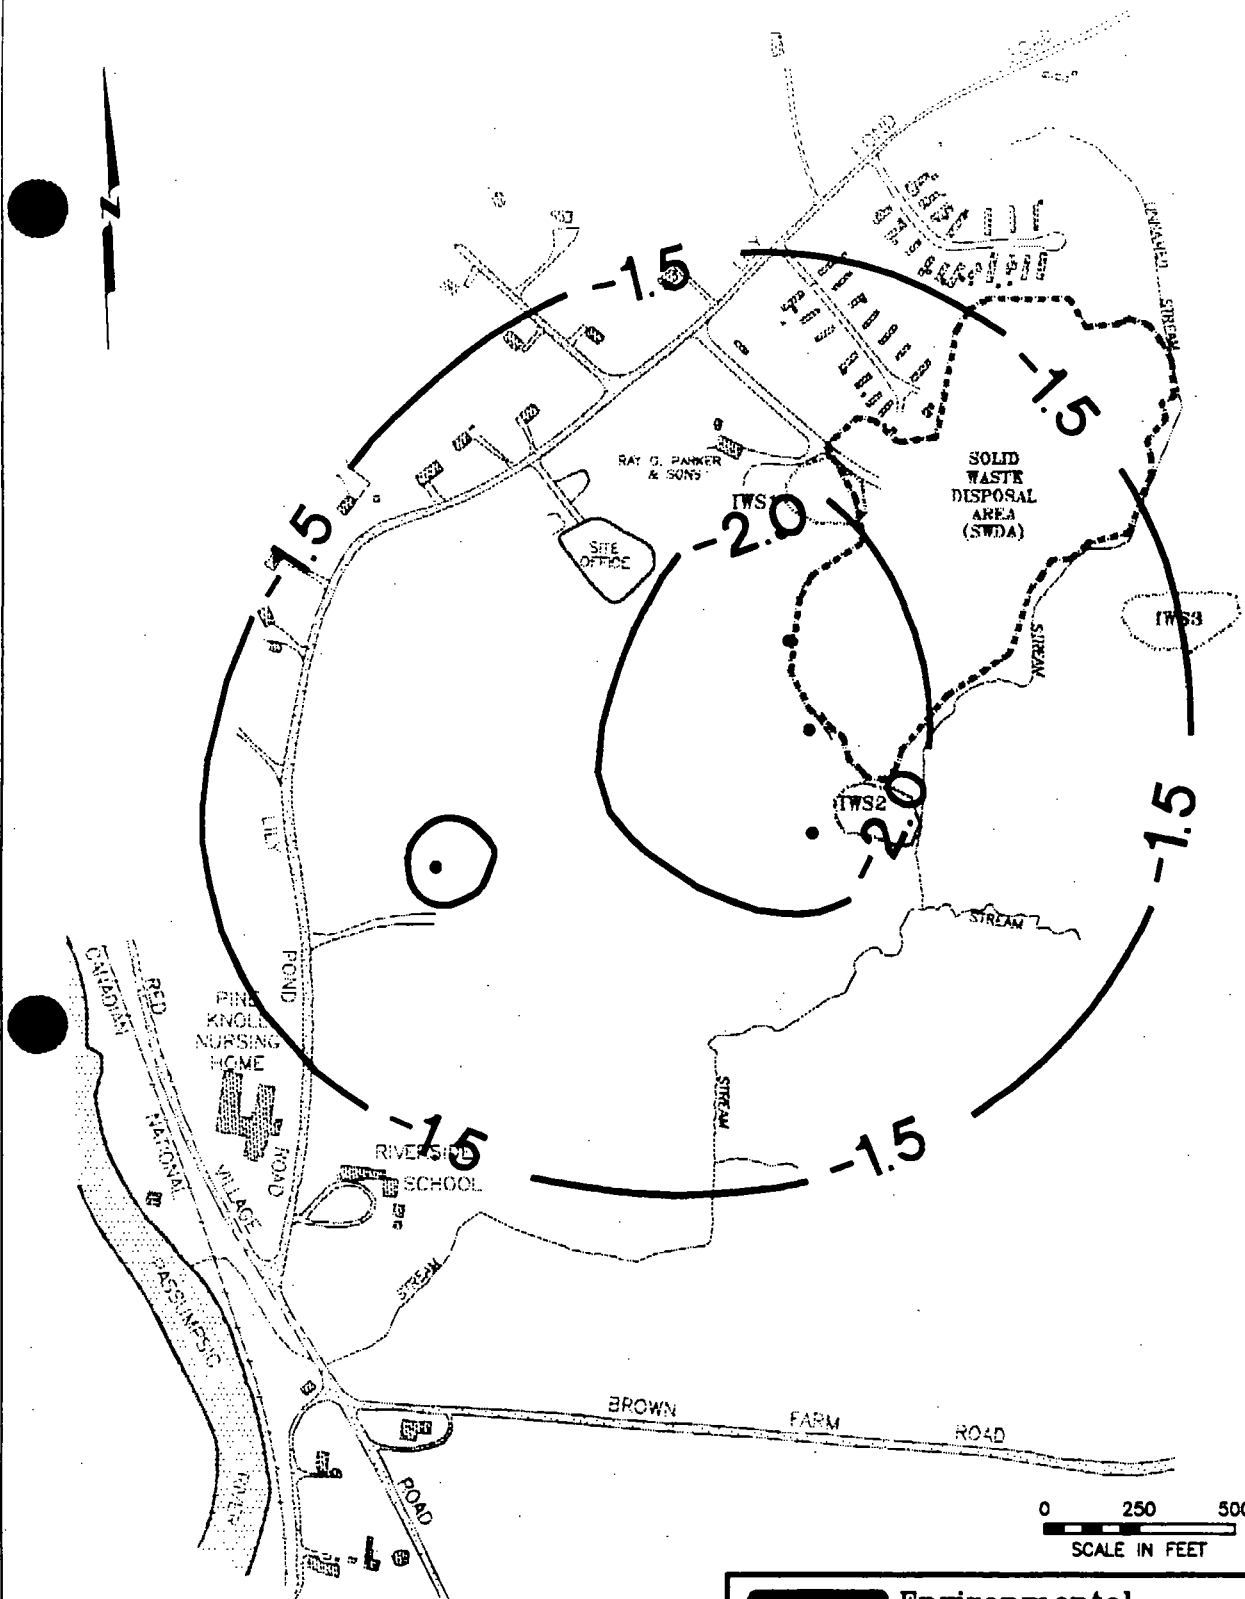 ROAD
POND
UNNAMED
STREAM
Z
-1.5
-1.5
RAY O. PARKER
& SONS
IWS1
-2.0
SOLID
WASTE
DISPOSAL
AREA
(SWDA)
-1.5
SITE
OFFICE
IWS3
STREAM
IWS2
-2.0
-1.5
LILY
POND
ROAD
STREAM
CANADIAN
NATIONAL
RED
VILLAGE
ROAD
PINE
KNOLL
NURSING
HOME
-1.5
RIVERSIDE
SCHOOL
-1.5
STREAM
STREAM
PASSUMPSIC
RIVER
BROWN FARM ROAD
0 250 500
SCALE IN FEET
Environmental